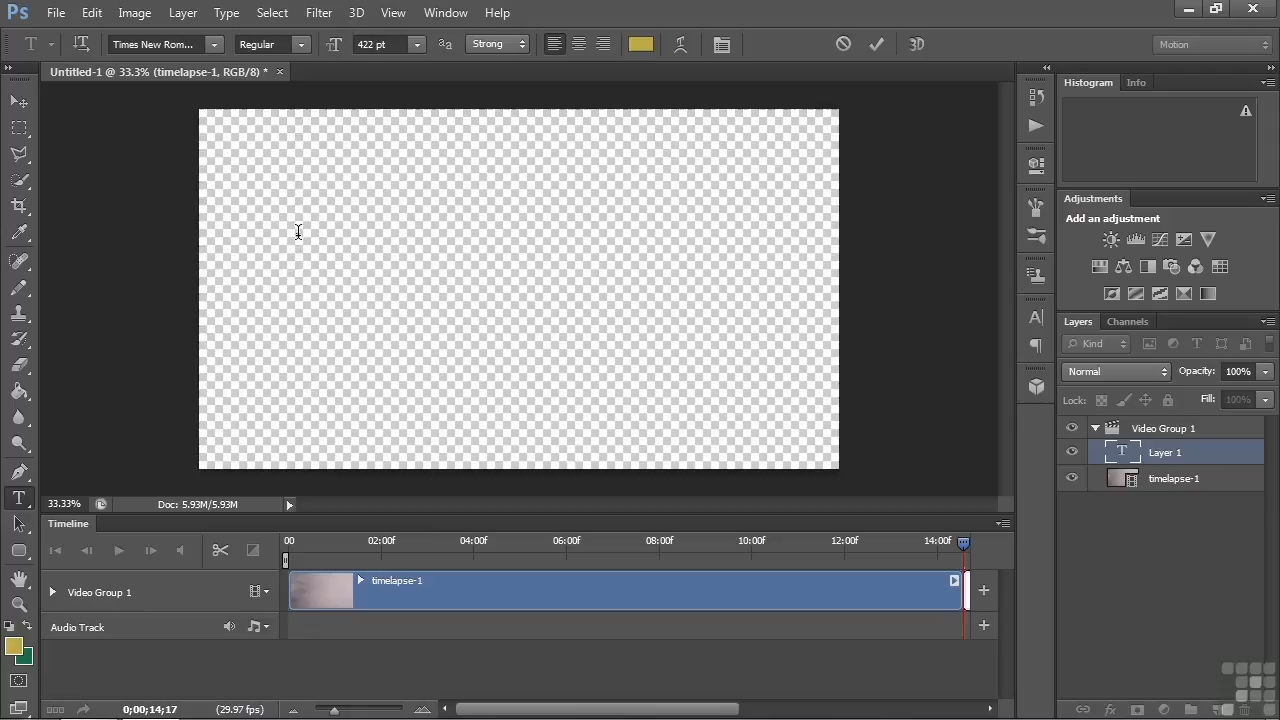 Ps File Edit Image Layer Type Select Filter 3D View Window Help
T Times New Rom... Regular 422 pt aa Strong 3D Motion
Untitled-1 @ 33.3% (timelapse-1, RGB/8) * ×
Histogram Info
Adjustments
Add an adjustment
Layers Channels
Kind
Normal Opacity: 100%
Lock: Fill: 100%
Video Group 1
T Layer 1
timelapse-1
33.33% Doc: 5.93M/5.93M
Timeline
00 02:00f 04:00f 06:00f 08:00f 10:00f 12:00f 14:00f
Video Group 1 timelapse-1
Audio Track
0;00;14;17 (29.97 fps)